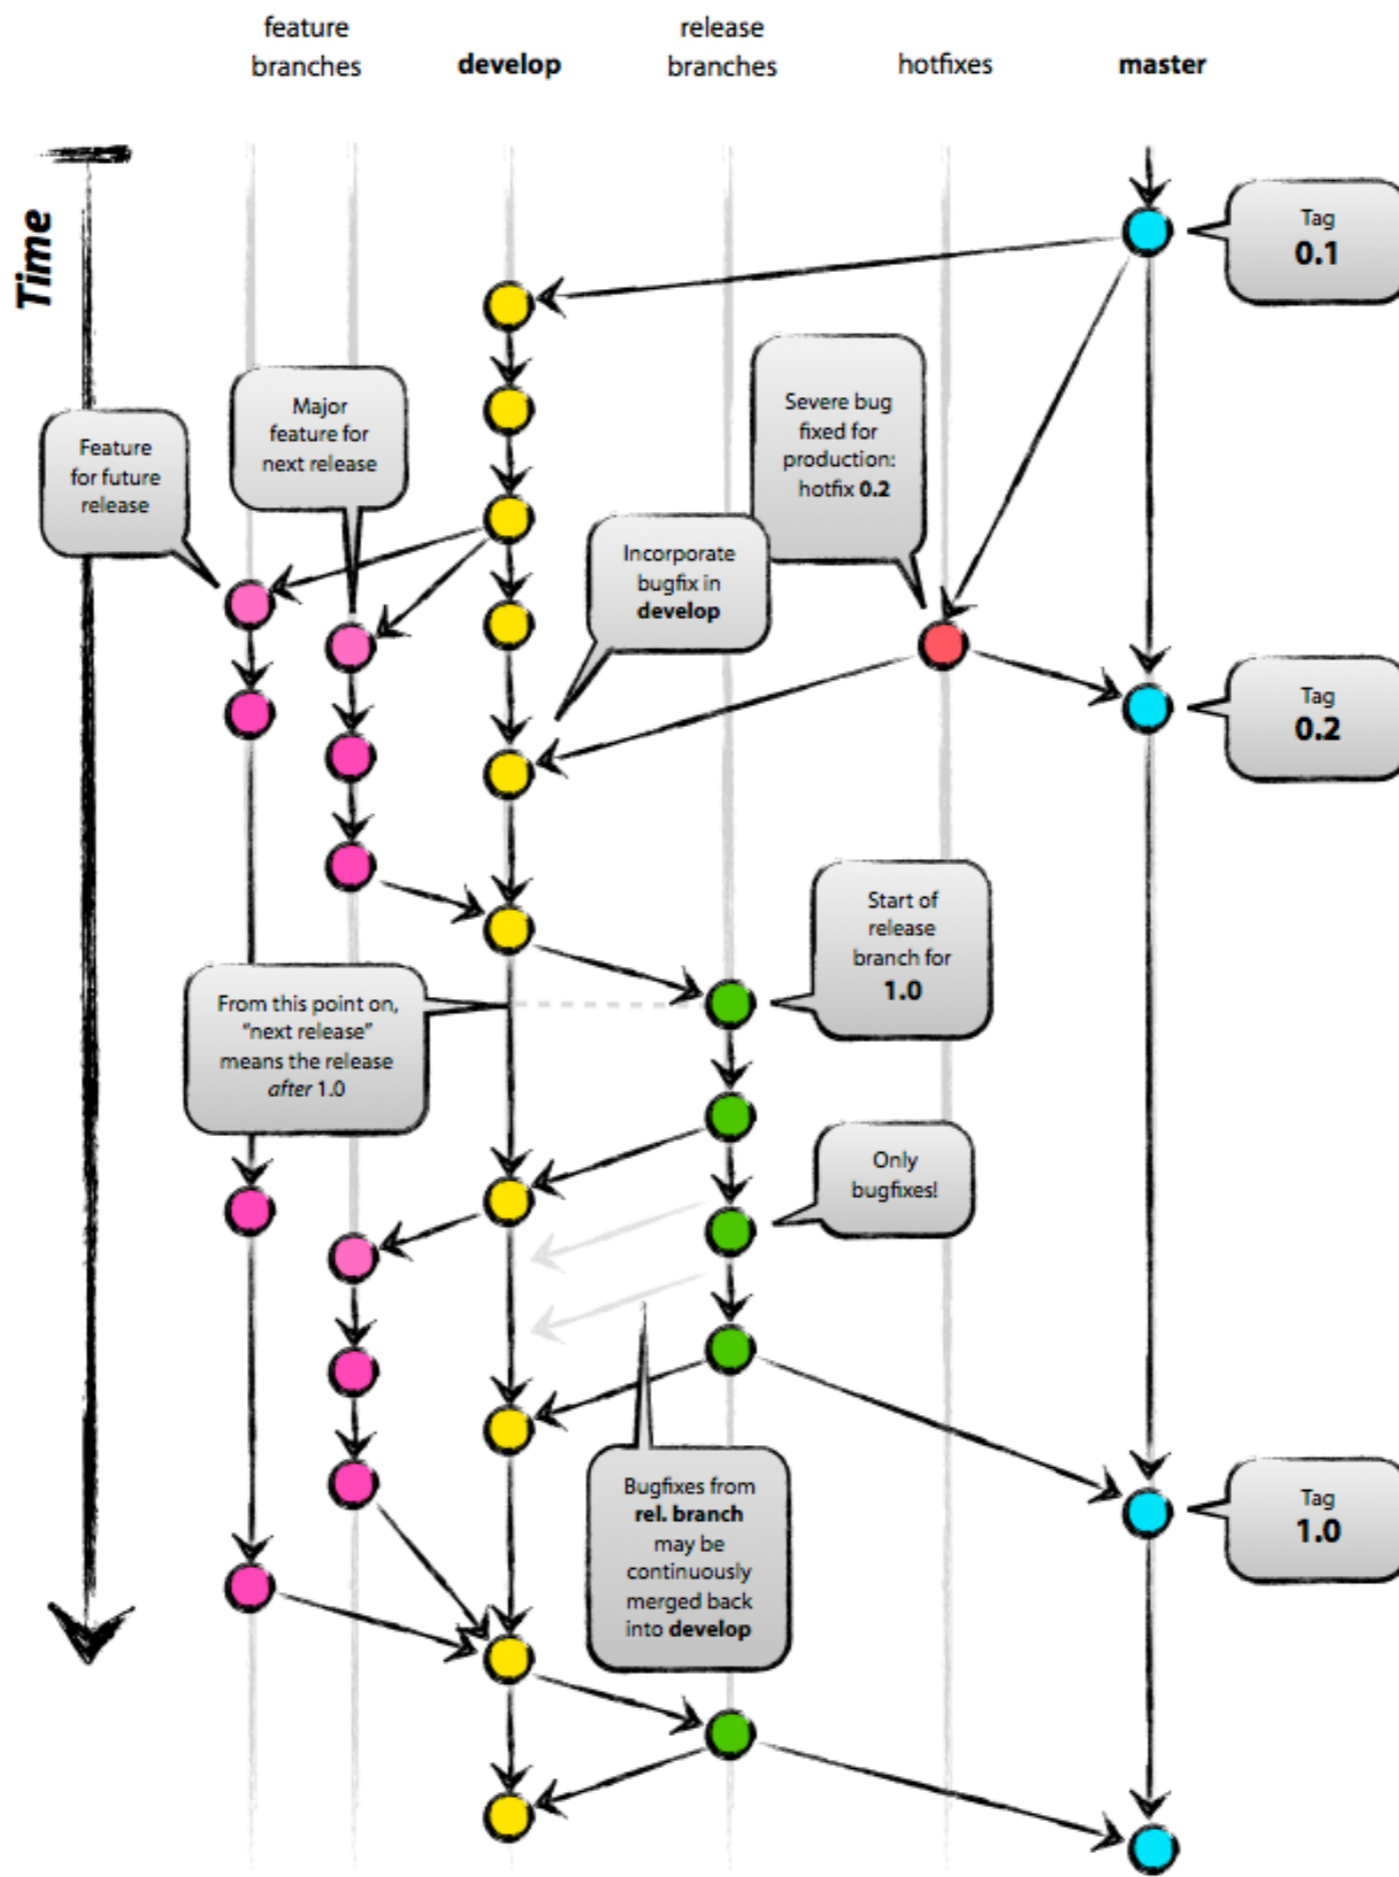 feature
branches
develop
release
branches
hotfixes
master
Time
Tag
0.1
Major
feature for
next release
Feature
for future
release
Severe bug
fixed for
production:
hotfix 0.2
Incorporate
bugfix in
develop
Tag
0.2
Start of
release
branch for
1.0
From this point on,
“next release”
means the release
after 1.0
Only
bugfixes!
Bugfixes from
rel. branch
may be
continuously
merged back
into develop
Tag
1.0